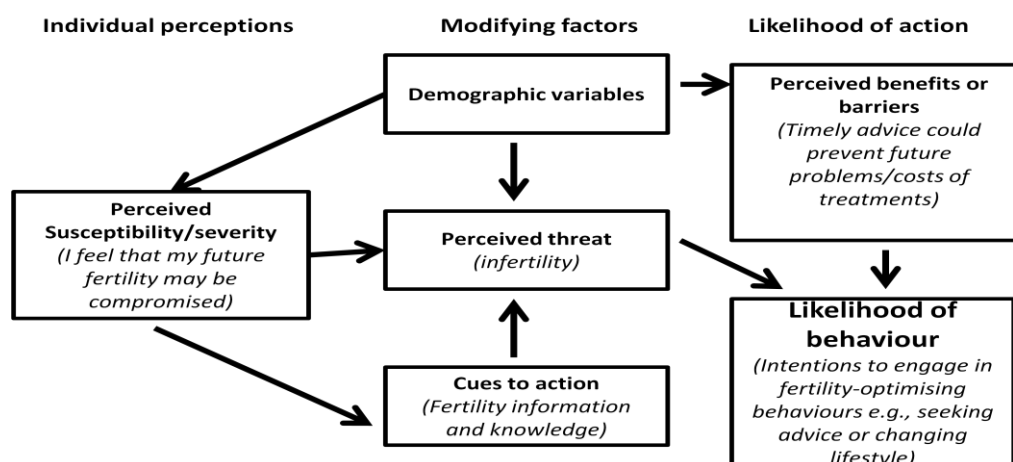 Individual perceptions
Modifying factors
Likelihood of action
Demographic variables
Perceived benefits or
barriers
(Timely advice could
prevent future
problems/costs of
treatments)
Perceived
Susceptibility/severity
(I feel that my future
fertility may be
compromised)
Perceived threat
(infertility)
Cues to action
(Fertility information
and knowledge)
Likelihood of
behaviour
(Intentions to engage in
fertility-optimising
behaviours e.g., seeking
advice or changing
lifestyle)